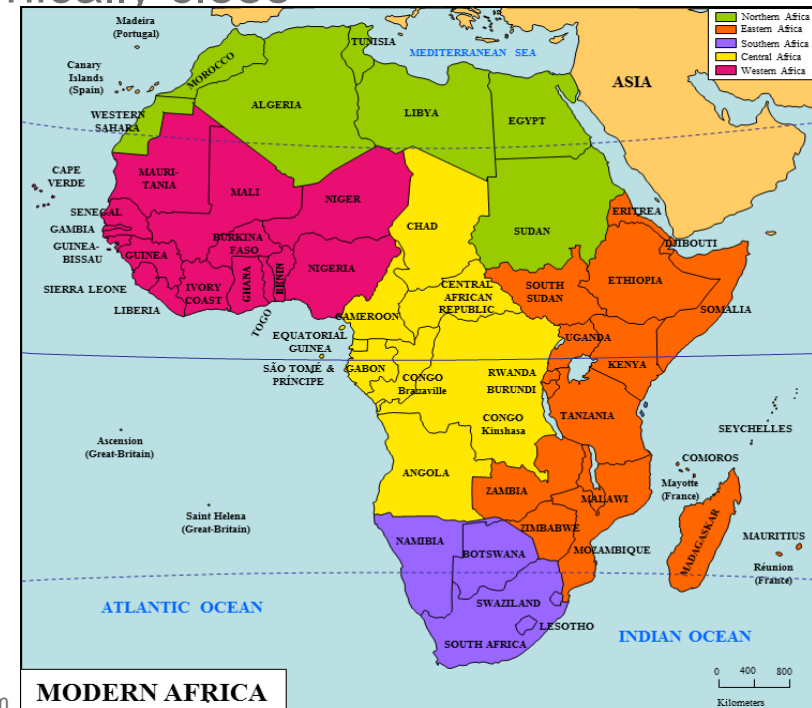 Madeira
(Portugal)
Northern Africa
Eastern Africa
Southern Africa
Central Africa
Western Africa
TUNISIA
MEDITERRANEAN SEA
Canary
Islands
(Spain)
MOROCCO
ASIA
ALGERIA
LIBYA
EGYPT
WESTERN
SAHARA
CAPE
VERDE
MAURI-
TANIA
MALI
NIGER
CHAD
SUDAN
ERITREA
DJIBOUTI
SENEGAL
GAMBIA
GUINEA-
BISSAU
GUINEA
BURKINA
FASO
NIGERIA
BENIN
GHANA
IVORY
COAST
SIERRA LEONE
LIBERIA
TOGO
CENTRAL
AFRICAN
REPUBLIC
SOUTH
SUDAN
ETHIOPIA
SOMALIA
CAMEROON
EQUATORIAL
GUINEA
SÃO TOMÉ &
PRÍNCIPE
GABON
CONGO
Brazzaville
UGANDA
KENYA
RWANDA
BURUNDI
CONGO
Kinshasa
TANZANIA
SEYCHELLES
Ascension
(Great-Britain)
COMOROS
Mayotte
(France)
ANGOLA
ZAMBIA
MALAWI
Saint Helena
(Great-Britain)
NAMIBIA
BOTSWANA
ZIMBABWE
MOZAMBIQUE
MADAGASKAR
MAURITIUS
Réunion
(France)
ATLANTIC OCEAN
SWAZILAND
LESOTHO
SOUTH AFRICA
INDIAN OCEAN
0 400 800
Kilometers
MODERN AFRICA